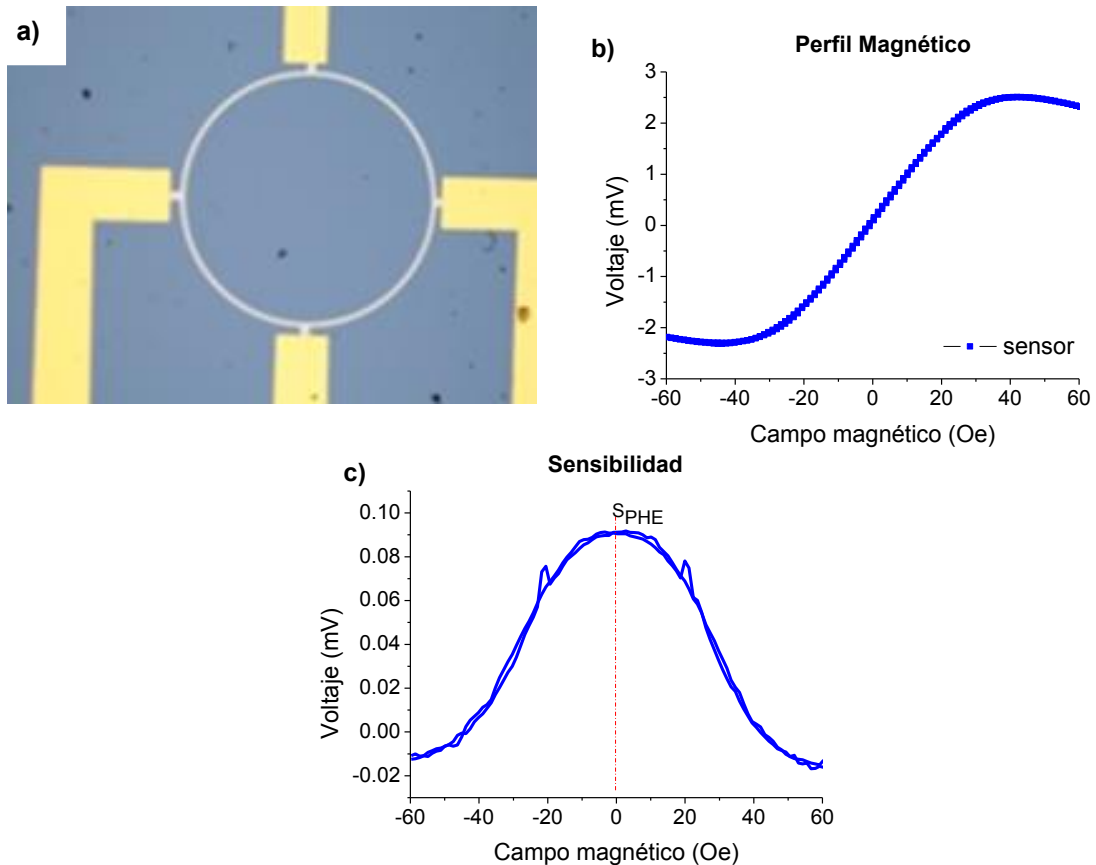 a)
b)
Perfil Magnético
3
2
1
0
-1
-2
-3
Voltaje (mV)
sensor
-60 -40 -20 0 20 40 60
Campo magnético (Oe)
c)
Sensibilidad
SPHE
0.10
0.08
0.06
0.04
0.02
0.00
-0.02
Voltaje (mV)
-60 -40 -20 0 20 40 60
Campo magnético (Oe)